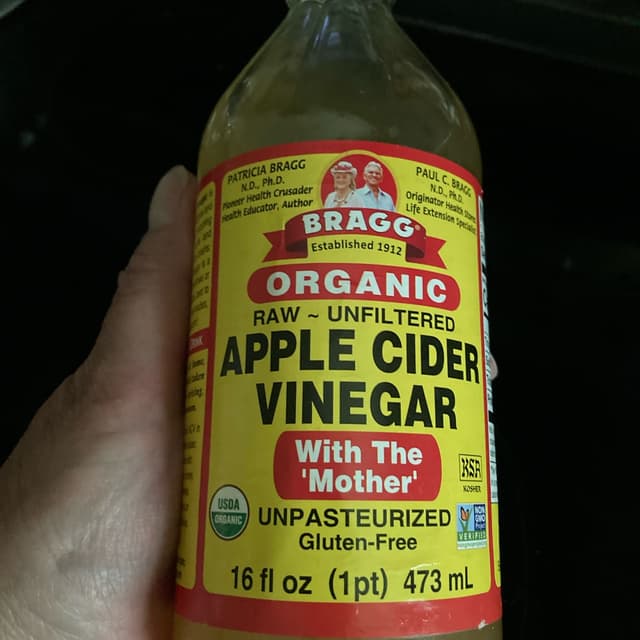 PATRICIA BRAGG
N.D., Ph.D.
Pioneer Health Crusader
Health Educator, Author
PAUL C. BRAGG
N.D., Ph.D.
Originator Health Stores
Life Extension Specialist
BRAGG
Established 1912
ORGANIC
RAW ~ UNFILTERED
APPLE CIDER
VINEGAR
With The
'Mother'
KSA
KOSHER
USDA
ORGANIC
UNPASTEURIZED
Gluten-Free
NON
GMO
VERIFIED
16 fl oz (1pt) 473 mL